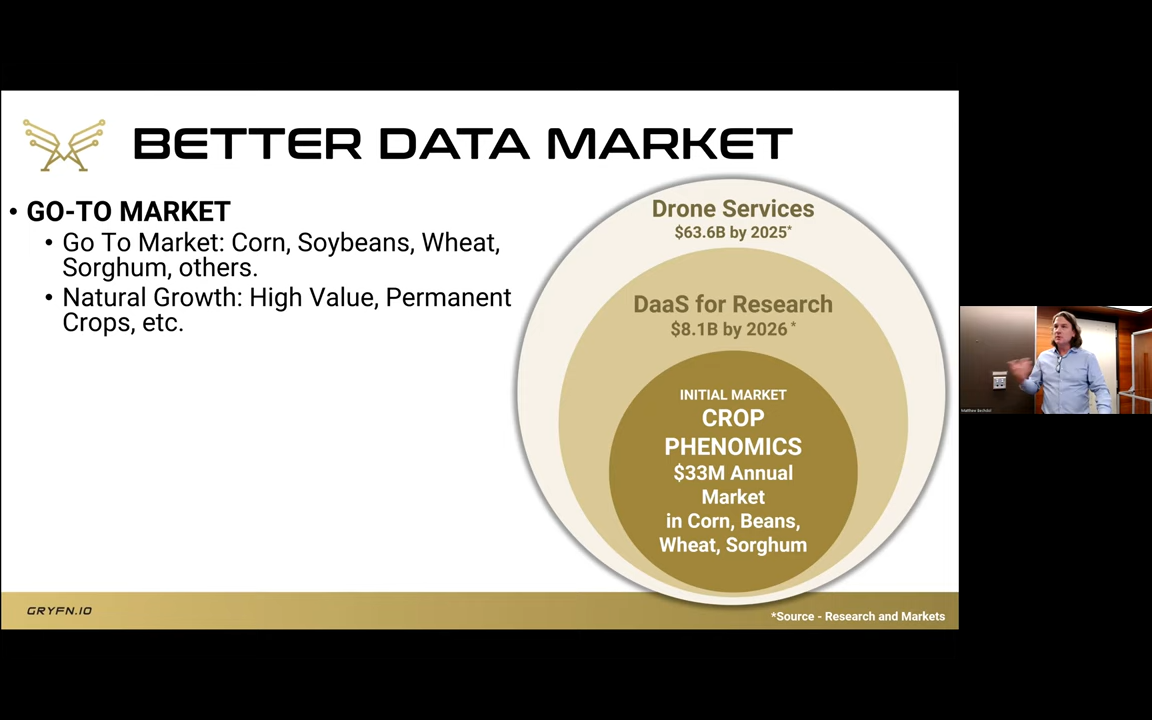 BETTER DATA MARKET
• GO-TO MARKET
• Go To Market: Corn, Soybeans, Wheat,
Sorghum, others.
• Natural Growth: High Value, Permanent
Crops, etc.
Drone Services
$63.6B by 2025*
DaaS for Research
$8.1B by 2026 *
INITIAL MARKET
CROP
PHENOMICS
$33M Annual
Market
in Corn, Beans,
Wheat, Sorghum
GRYFN.IO
*Source - Research and Markets